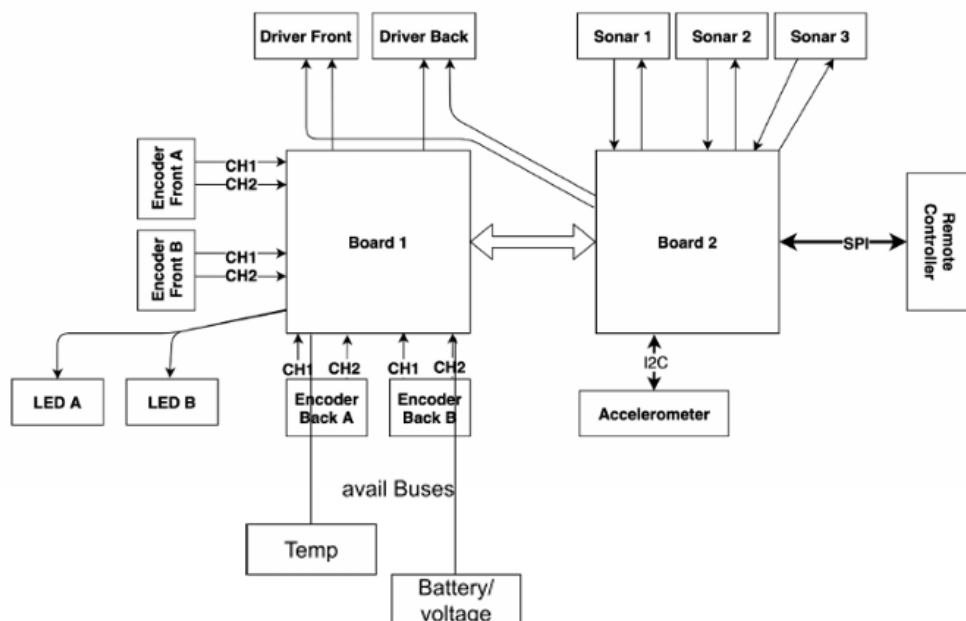 Driver Front
Driver Back
Sonar 1
Sonar 2
Sonar 3
Encoder
Front A
CH1
CH2
Encoder
Front B
CH1
CH2
Board 1
Board 2
SPI
Remote
Controller
LED A
LED B
CH1
CH2
CH1
CH2
Encoder
Back A
Encoder
Back B
I2C
Accelerometer
avail Buses
Temp
Battery/
voltage